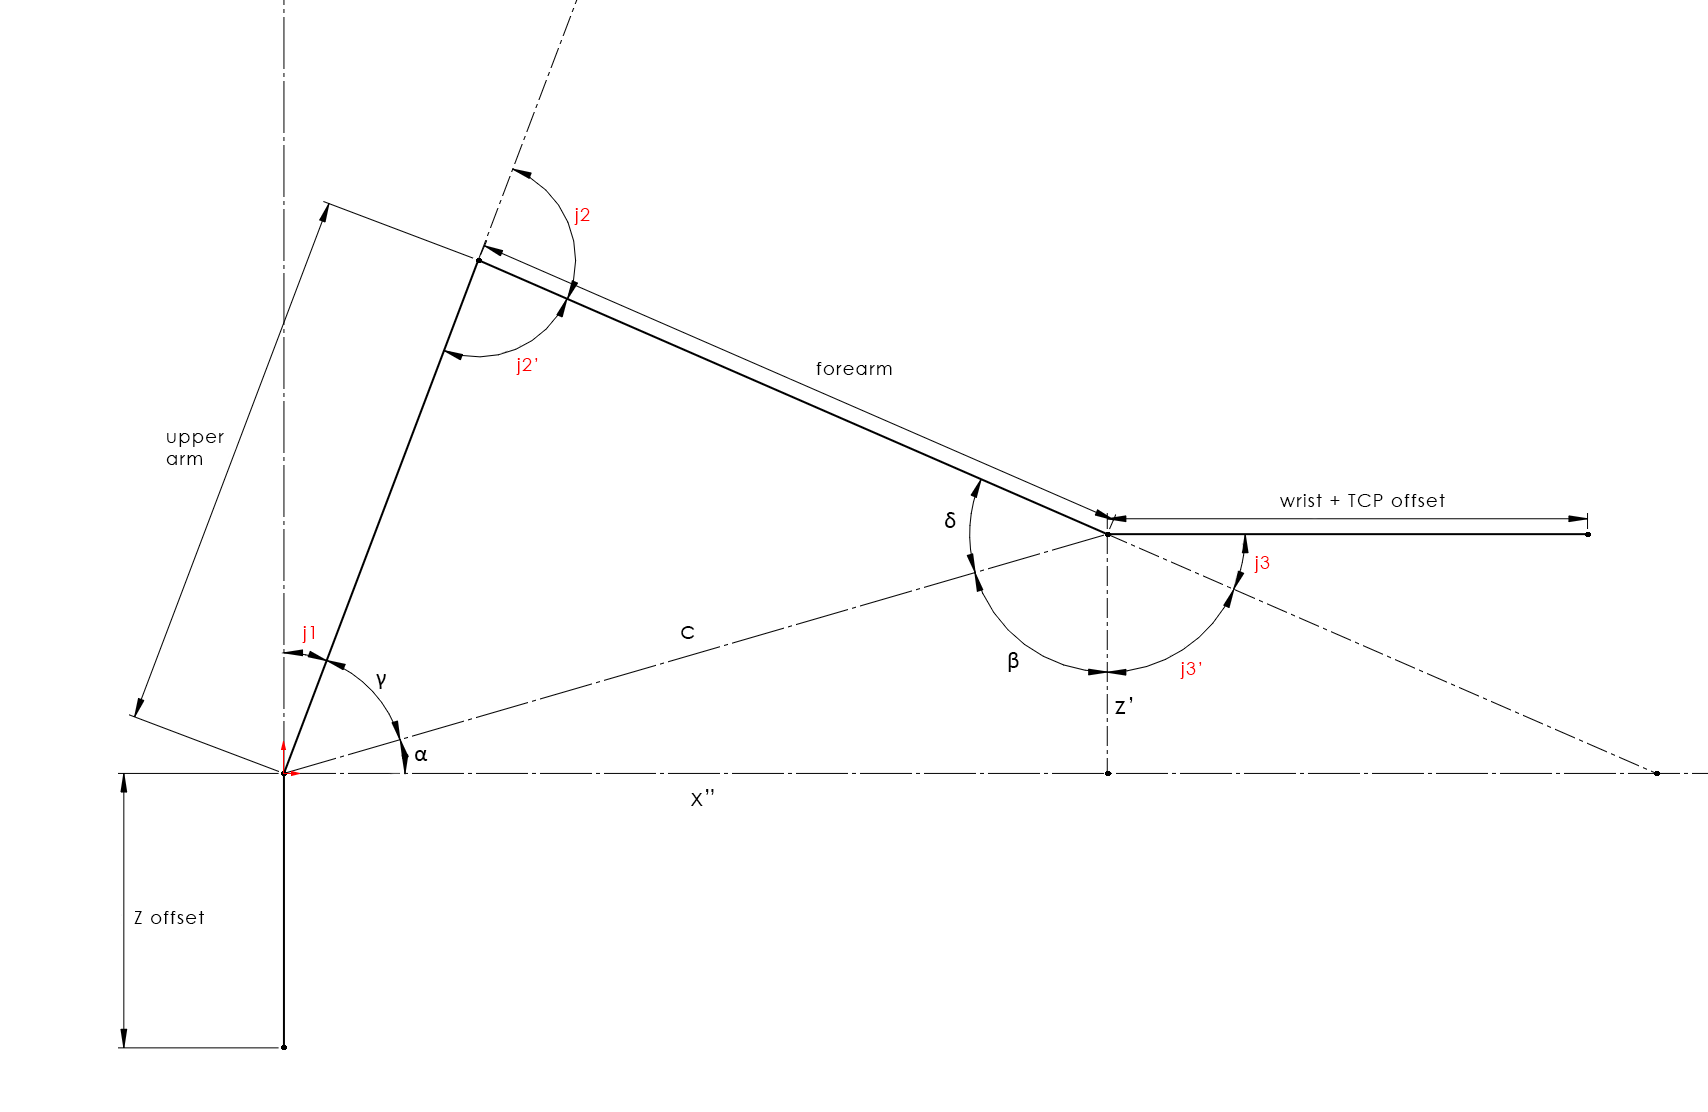 j2
j2'
forearm
upper
arm
wrist + TCP offset
δ
j3
j1
C
β
j3'
γ
z'
α
x''
Z offset